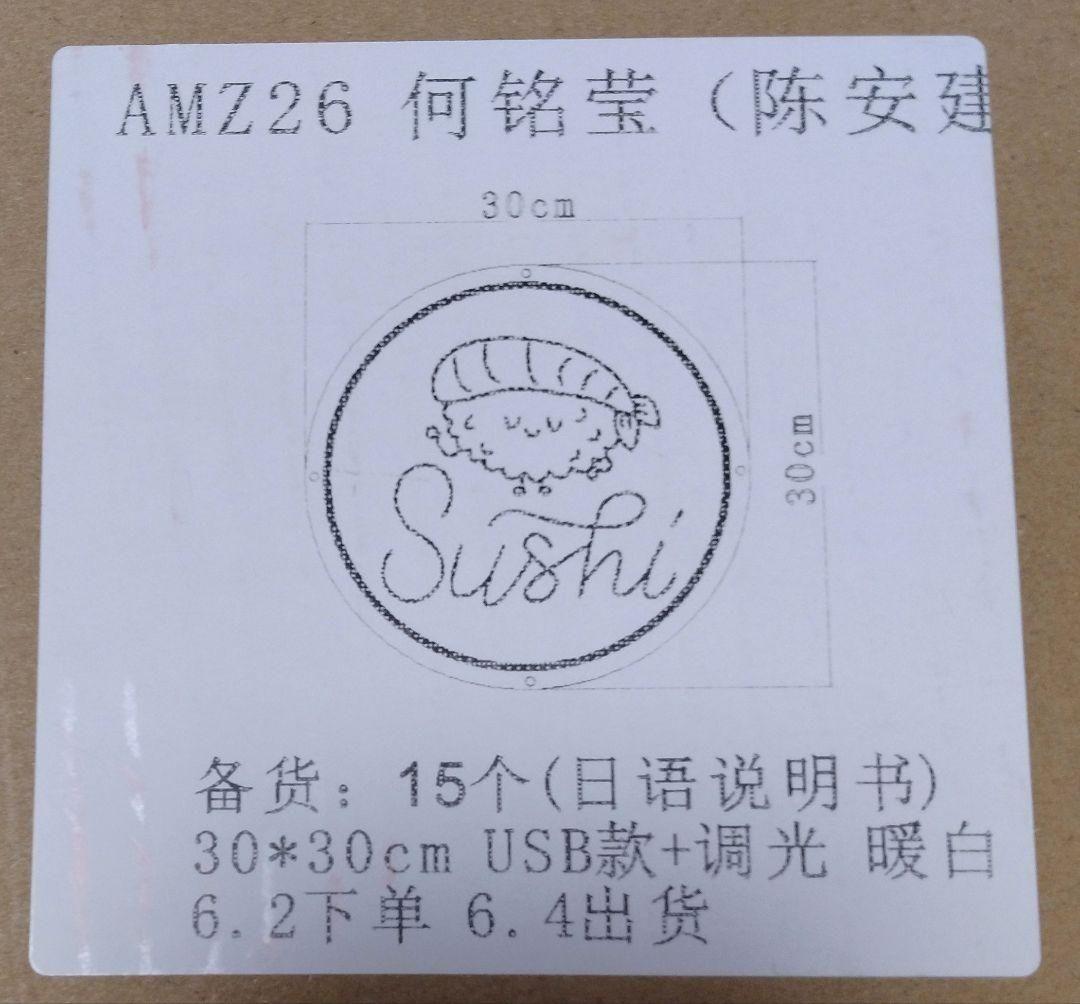 AMZ26 何铭莹（陈安建
30cm
30cm
Sushi
备货：15个(日语说明书)
30*30cm USB款+调光 暖白
6.2下单 6.4出货